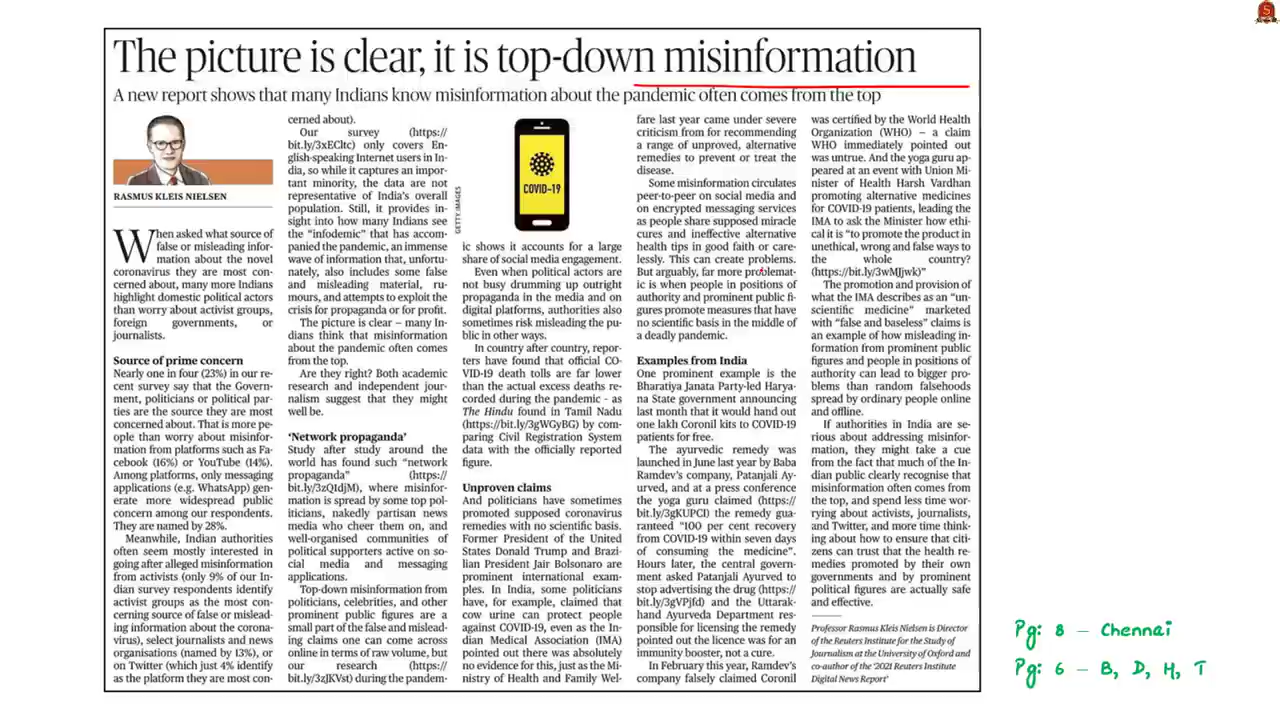 The picture is clear, it is top-down misinformation
A new report shows that many Indians know misinformation about the pandemic often comes from the top
RASMUS KLEIS NIELSEN
When asked what source of
false or misleading infor-
mation about the novel
coronavirus they are most con-
cerned about, many more Indians
highlight domestic political actors
than worry about activist groups,
foreign governments, or
journalists.
Source of prime concern
Nearly one in four (23%) in our re-
cent survey say that the Govern-
ment, politicians or political par-
ties are the source they are most
concerned about. That is more peo-
ple than worry about misinfor-
mation from platforms such as Fa-
cebook (16%) or YouTube (14%).
Among platforms, only messaging
applications (e.g. WhatsApp) gen-
erate more widespread public
concern among our respondents.
They are named by 28%.
Meanwhile, Indian authorities
often seem mostly interested in
going after alleged misinformation
from activists (only 9% of our In-
dian survey respondents identify
activist groups as the most con-
cerning source of false or mislead-
ing information about the corona-
virus), select journalists and news
organisations (named by 13%), or
on Twitter (which just 4% identify
as the platform they are most con-
cerned about).
Our survey (https://
bit.ly/3xECltc) only covers En-
glish-speaking Internet users in In-
dia, so while it captures an impor-
tant minority, the data are not
representative of India's overall
population. Still, it provides in-
sight into how many Indians see
the “infodemic” that has accom-
panied the pandemic, an immense
wave of information that, unfortu-
nately, also includes some false
and misleading material, ru-
mours, and attempts to exploit the
crisis for propaganda or for profit.
The picture is clear – many In-
dians think that misinformation
about the pandemic often comes
from the top.
Are they right? Both academic
research and independent jour-
nalism suggest that they might
well be.
‘Network propaganda’
Study after study around the
world has found such “network
propaganda” (https://
bit.ly/3zQIdjM), where misinfor-
mation is spread by some top pol-
iticians, nakedly partisan news
media who cheer them on, and
well-organised communities of
political supporters active on so-
cial media and messaging
applications.
Top-down misinformation from
politicians, celebrities, and other
prominent public figures are a
small part of the false and mislead-
ing claims one can come across
online in terms of raw volume, but
our research (https://
bit.ly/3zJKVst) during the pandem-
COVID-19
GETTY IMAGES
ic shows it accounts for a large
share of social media engagement.
Even when political actors are
not busy drumming up outright
propaganda in the media and on
digital platforms, authorities also
sometimes risk misleading the pu-
blic in other ways.
In country after country, repor-
ters have found that official CO-
VID-19 death tolls are far lower
than the actual excess deaths re-
corded during the pandemic - as
The Hindu found in Tamil Nadu
(https://bit.ly/3gWGyBG) by com-
paring Civil Registration System
data with the officially reported
figure.
Unproven claims
And politicians have sometimes
promoted supposed coronavirus
remedies with no scientific basis.
Former President of the United
States Donald Trump and Brazi-
lian President Jair Bolsonaro are
prominent international exam-
ples. In India, some politicians
have, for example, claimed that
cow urine can protect people
against COVID-19, even as the In-
dian Medical Association (IMA)
pointed out there was absolutely
no evidence for this, just as the Mi-
nistry of Health and Family Wel-
fare last year came under severe
criticism from for recommending
a range of unproved, alternative
remedies to prevent or treat the
disease.
Some misinformation circulates
peer-to-peer on social media and
on encrypted messaging services
as people share supposed miracle
cures and ineffective alternative
health tips in good faith or care-
lessly. This can create problems.
But arguably, far more problemat-
ic is when people in positions of
authority and prominent public fi-
gures promote measures that have
no scientific basis in the middle of
a deadly pandemic.
Examples from India
One prominent example is the
Bharatiya Janata Party-led Harya-
na State government announcing
last month that it would hand out
one lakh Coronil kits to COVID-19
patients for free.
The ayurvedic remedy was
launched in June last year by Baba
Ramdev's company, Patanjali Ay-
urved, and at a press conference
the yoga guru claimed (https://
bit.ly/3gKUPCI) the remedy gua-
ranteed “100 per cent recovery
from COVID-19 within seven days
of consuming the medicine”.
Hours later, the central govern-
ment asked Patanjali Ayurved to
stop advertising the drug (https://
bit.ly/3gVPjfd) and the Uttarak-
hand Ayurveda Department res-
ponsible for licensing the remedy
pointed out the licence was for an
immunity booster, not a cure.
In February this year, Ramdev's
company falsely claimed Coronil
was certified by the World Health
Organization (WHO) – a claim
WHO immediately pointed out
was untrue. And the yoga guru ap-
peared at an event with Union Mi-
nister of Health Harsh Vardhan
promoting alternative medicines
for COVID-19 patients, leading the
IMA to ask the Minister how ethi-
cal it is “to promote the product in
unethical, wrong and false ways to
the whole country?
(https://bit.ly/3wMJjwk)”
The promotion and provision of
what the IMA describes as an “un-
scientific medicine” marketed
with “false and baseless” claims is
an example of how misleading in-
formation from prominent public
figures and people in positions of
authority can lead to bigger pro-
blems than random falsehoods
spread by ordinary people online
and offline.
If authorities in India are se-
rious about addressing misinfor-
mation, they might take a cue
from the fact that much of the In-
dian public clearly recognise that
misinformation often comes from
the top, and spend less time wor-
rying about activists, journalists,
and Twitter, and more time think-
ing about how to ensure that citi-
zens can trust that the health re-
medies promoted by their own
governments and by prominent
political figures are actually safe
and effective.
Professor Rasmus Kleis Nielsen is Director
of the Reuters Institute for the Study of
Journalism at the University of Oxford and
co-author of the ‘2021 Reuters Institute
Digital News Report’
Pg: 8 – Chennai
Pg: 6 – B, D, H, T